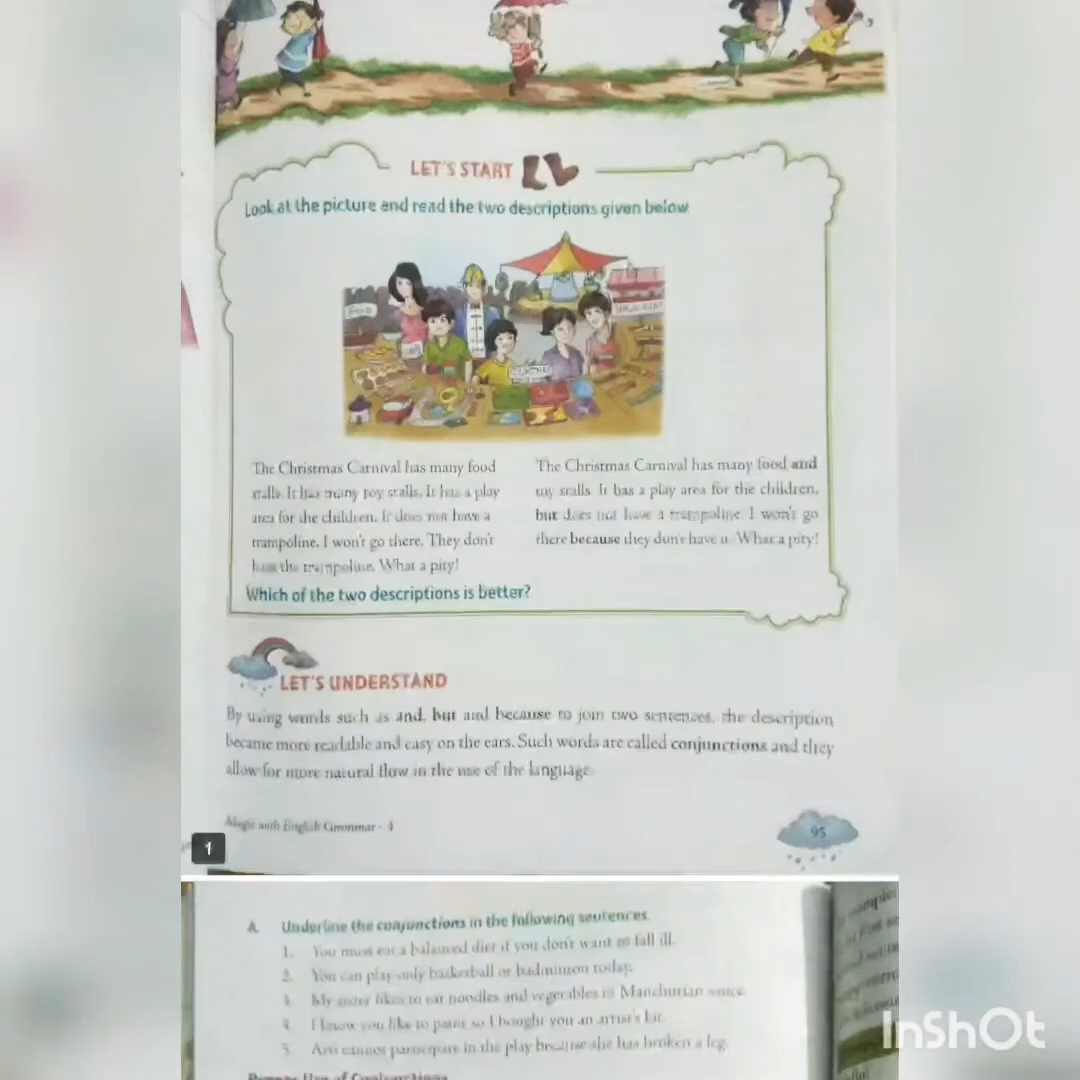 LET'S START
Look at the picture and read the two descriptions given below
The Christmas Carnival has many food
stalls. It has many toy stalls. It has a play
area for the children. It does not have a
trampoline. I won't go there. They don't
have the trampoline. What a pity!
The Christmas Carnival has many food and
toy stalls. It has a play area for the children,
but does not have a trampoline. I won't go
there because they don't have it. What a pity!
Which of the two descriptions is better?
LET'S UNDERSTAND
By using words such as and, but and because to join two sentences, the description
became more readable and easy on the ears. Such words are called conjunctions and they
allow for more natural flow in the use of the language.
Magic with English Grammar - 4
95
1
A. Underline the conjunctions in the following sentences.
1. You must eat a balanced diet if you don't want to fall ill.
2. You can play only basketball or badminton today.
3. My sister likes to eat noodles and vegetables in Manchurian sauce.
4. I know you like to paint so I bought you an artist's kit.
5. Arti cannot participate in the play because she has broken a leg.
Use of Conjunctions
InShOt